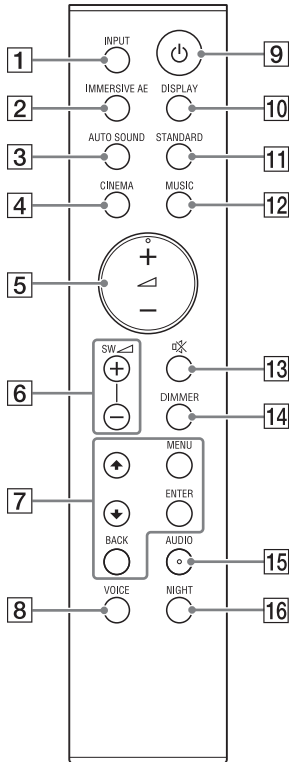 INPUT
1
9
IMMERSIVE AE DISPLAY
2
10
AUTO SOUND STANDARD
3
11
CINEMA MUSIC
4
12
+
5
−
SW
+
6
−
13
DIMMER
14
MENU
7
ENTER
BACK AUDIO
15
VOICE NIGHT
8
16